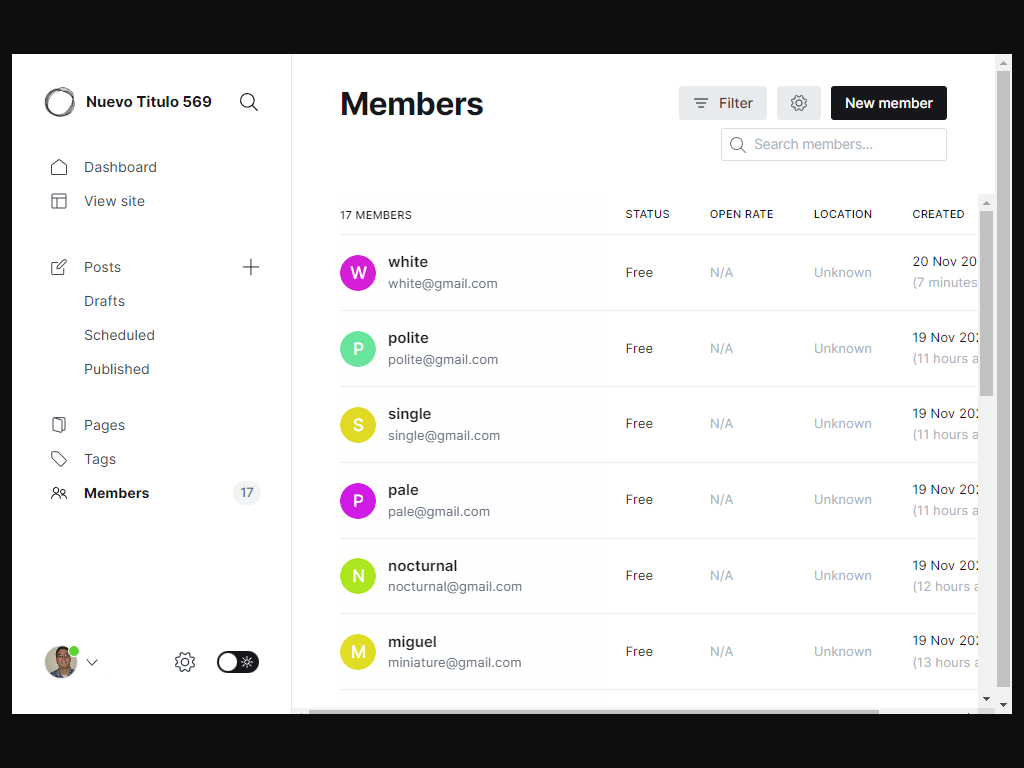 Nuevo Titulo 569
Dashboard
View site
Posts
Drafts
Scheduled
Published
Pages
Tags
Members 17
Members
Filter
New member
Search members...
17 MEMBERS STATUS OPEN RATE LOCATION CREATED
W white Free N/A Unknown 20 Nov 20
white@gmail.com (7 minutes
P polite Free N/A Unknown 19 Nov 202
polite@gmail.com (11 hours a
S single Free N/A Unknown 19 Nov 202
single@gmail.com (11 hours a
P pale Free N/A Unknown 19 Nov 202
pale@gmail.com (11 hours a
N nocturnal Free N/A Unknown 19 Nov 202
nocturnal@gmail.com (12 hours a
M miguel Free N/A Unknown 19 Nov 202
miniature@gmail.com (13 hours a